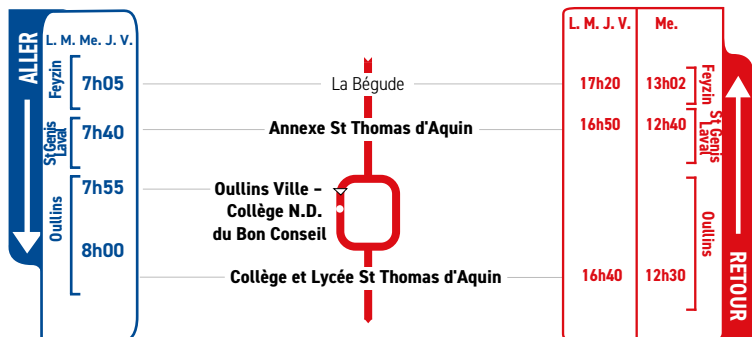 ALLER
L. M. Me. J. V.
Feyzin
7h05
St Genis
Laval
7h40
Oullins
7h55
8h00
La Bégude
Annexe St Thomas d'Aquin
Oullins Ville –
Collège N.D.
du Bon Conseil
Collège et Lycée St Thomas d'Aquin
L. M. J. V.
Me.
17h20
13h02
Feyzin
16h50
12h40
St Genis
Laval
Oullins
16h40
12h30
RETOUR